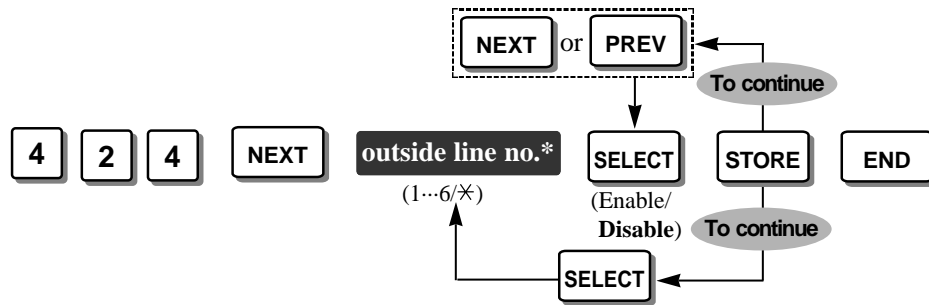 NEXT or PREV
To continue
4 2 4 NEXT outside line no.* SELECT STORE END
(1···6/✳) (Enable/
Disable) To continue
SELECT